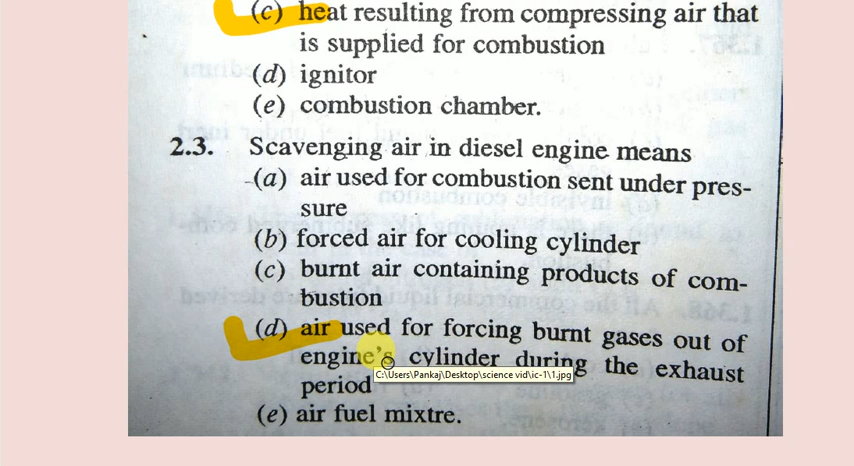 (c) heat resulting from compressing air that
is supplied for combustion
(d) ignitor
(e) combustion chamber.
2.3. Scavenging air in diesel engine means
(a) air used for combustion sent under pres-
sure
(b) forced air for cooling cylinder
(c) burnt air containing products of com-
bustion
(d) air used for forcing burnt gases out of
engine's cylinder during the exhaust
C:\Users\Pankaj\Desktop\science vid\ic-1\1.jpg
period
(e) air fuel mixtre.